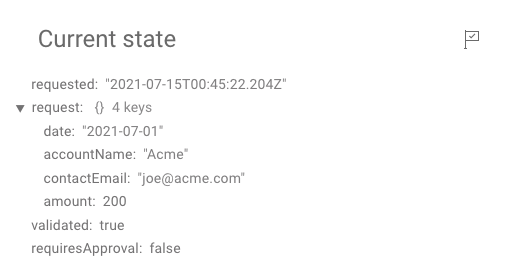 Current state
requested: "2021-07-15T00:45:22.204Z"
request: {} 4 keys
date: "2021-07-01"
accountName: "Acme"
contactEmail: "joe@acme.com"
amount: 200
validated: true
requiresApproval: false